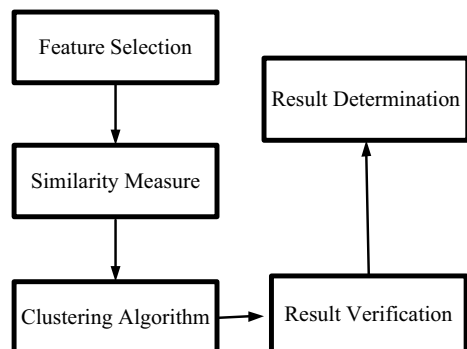 Feature Selection
Similarity Measure
Clustering Algorithm
Result Verification
Result Determination